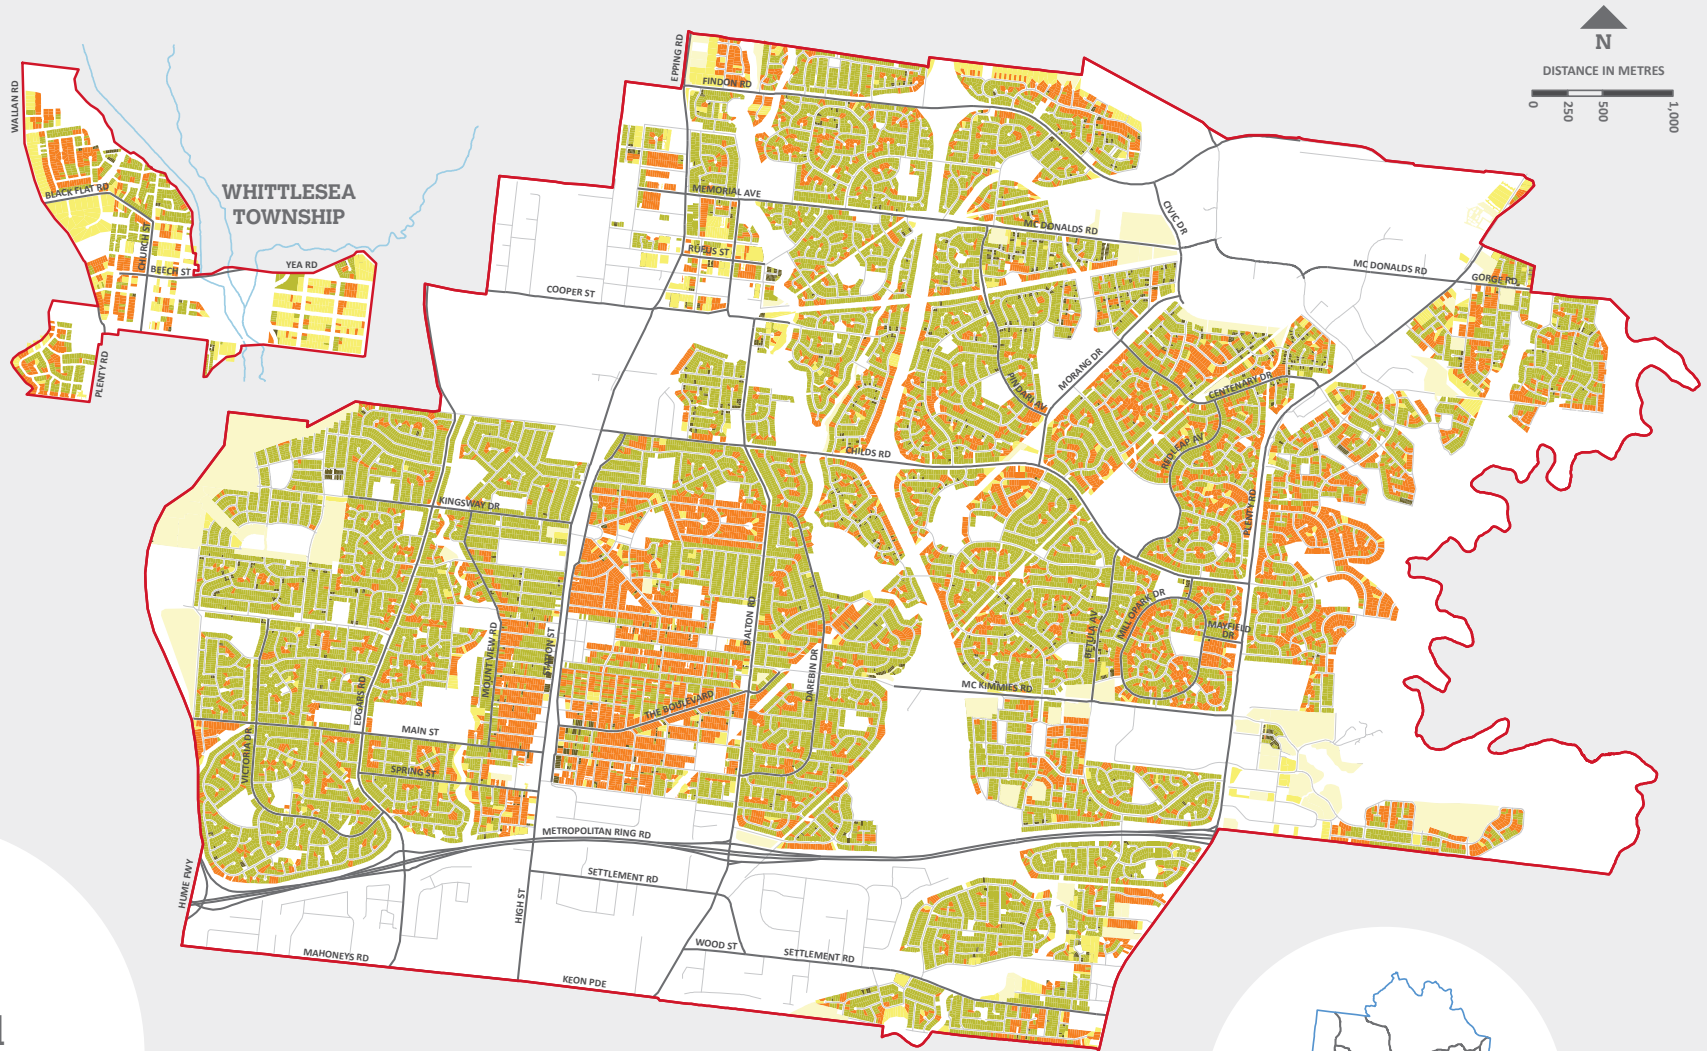 N
DISTANCE IN METRES
0
250
500
1,000
EPPING RD
FINDON RD
WALLAN RD
BLACK FLAT RD
WHITTLESEA
TOWNSHIP
CHURCH ST
BEECH ST
YEA RD
PLENTY RD
MEMORIAL AVE
RUFUS ST
MC DONALDS RD
CIVIC DR
MC DONALDS RD
GORGE RD
COOPER ST
PINDARI AV
MORANG DR
CENTENARY DR
REDLEAP AV
CHILDS RD
KINGSWAY DR
PLENTY RD
MOUNT VIEW RD
DALTON RD
DAREBIN DR
BETULA AV
MILL PARK DR
MAYFIELD
DR
MC KIMMIES RD
THE BOULEVARD
EDGARS RD
MAIN ST
VICTORIA DR
SPRING ST
METROPOLITAN RING RD
HUME FWY
SETTLEMENT RD
HIGH ST
MAHONEYS RD
WOOD ST
SETTLEMENT RD
KEON PDE